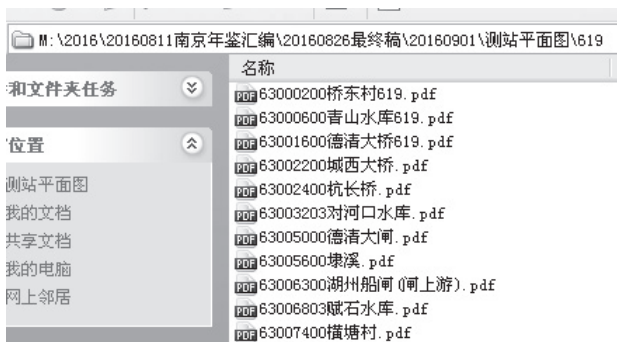 M:\2016\20160811南京年鉴汇编\20160826最终稿\20160901\测站平面图\619
名称
和文件夹任务
位置
测站平面图
我的文档
共享文档
我的电脑
网上邻居
63000200桥东村619.pdf
63000600青山水库619.pdf
63001600德清大桥619.pdf
63002200城西大桥.pdf
63002400杭长桥.pdf
63003203对河口水库.pdf
63005000德清大闸.pdf
63005600埭溪.pdf
63006300湖州船闸(闸上游).pdf
63006803赋石水库.pdf
63007400横塘村.pdf